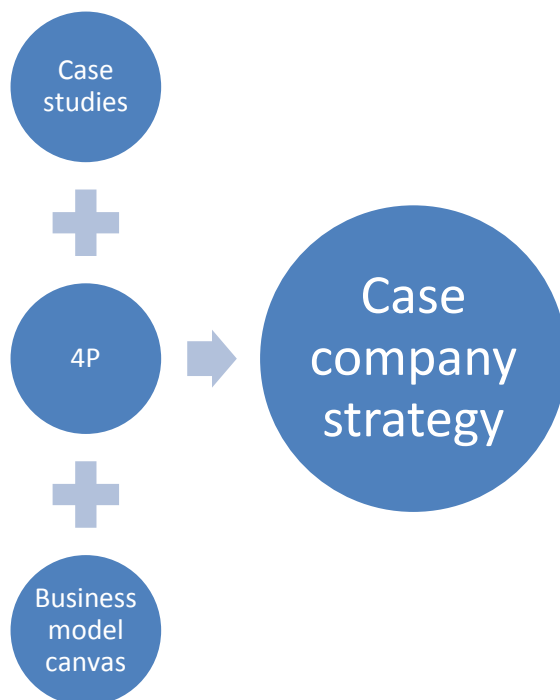 Case
studies
4P
Case
company
strategy
Business
model
canvas